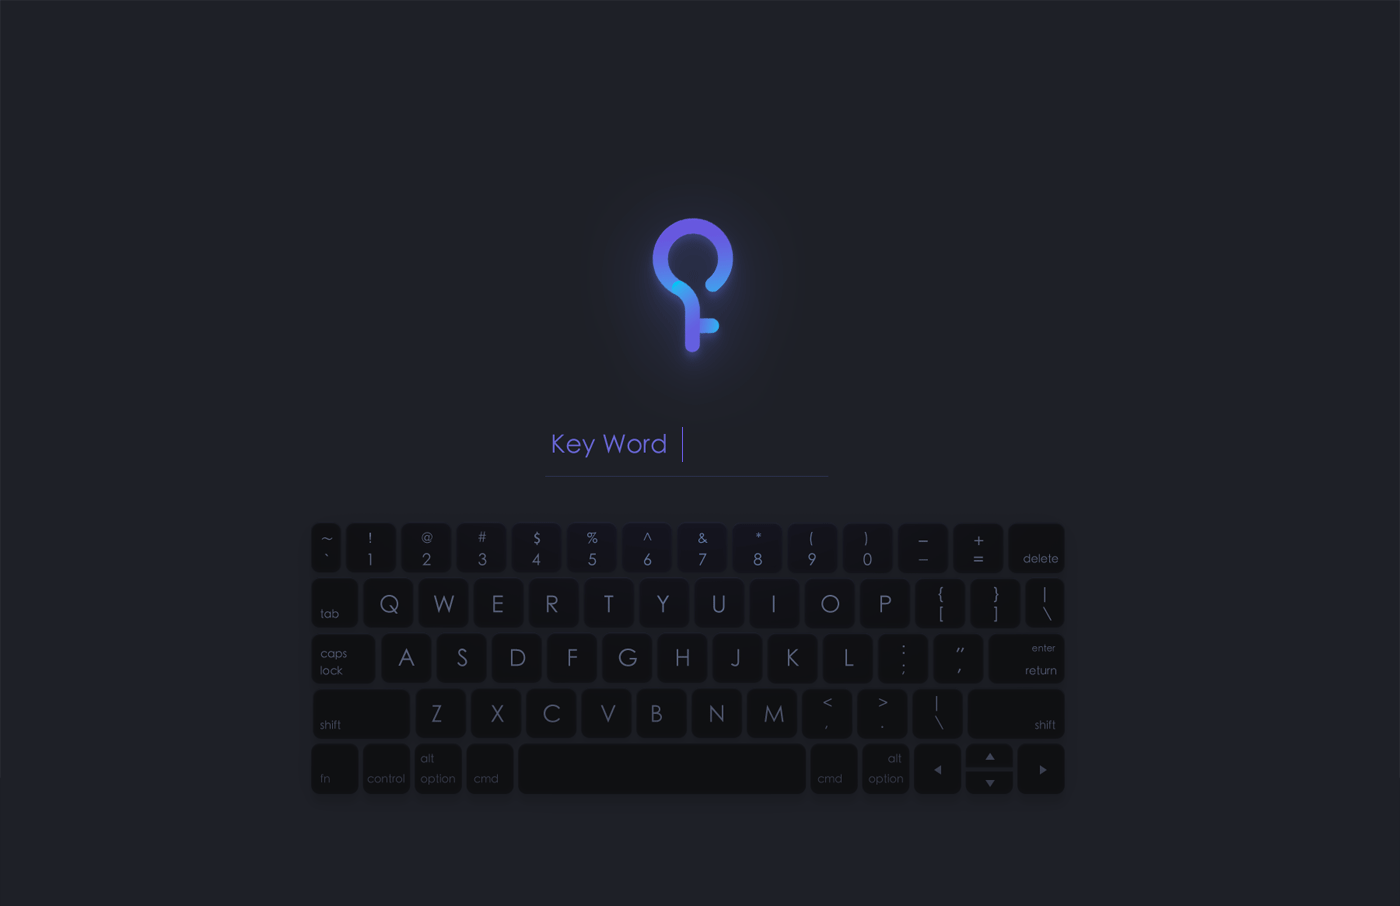 Key Word
~ ! @ # $ % ^ & * ( ) – +
` 1 2 3 4 5 6 7 8 9 0 – = delete
{ } |
tab Q W E R T Y U I O P [ ] \
caps : " enter
lock A S D F G H J K L ; ' return
< > |
shift Z X C V B N M , . \ shift
alt alt ▲
fn control option cmd cmd option ◀ ▼ ▶